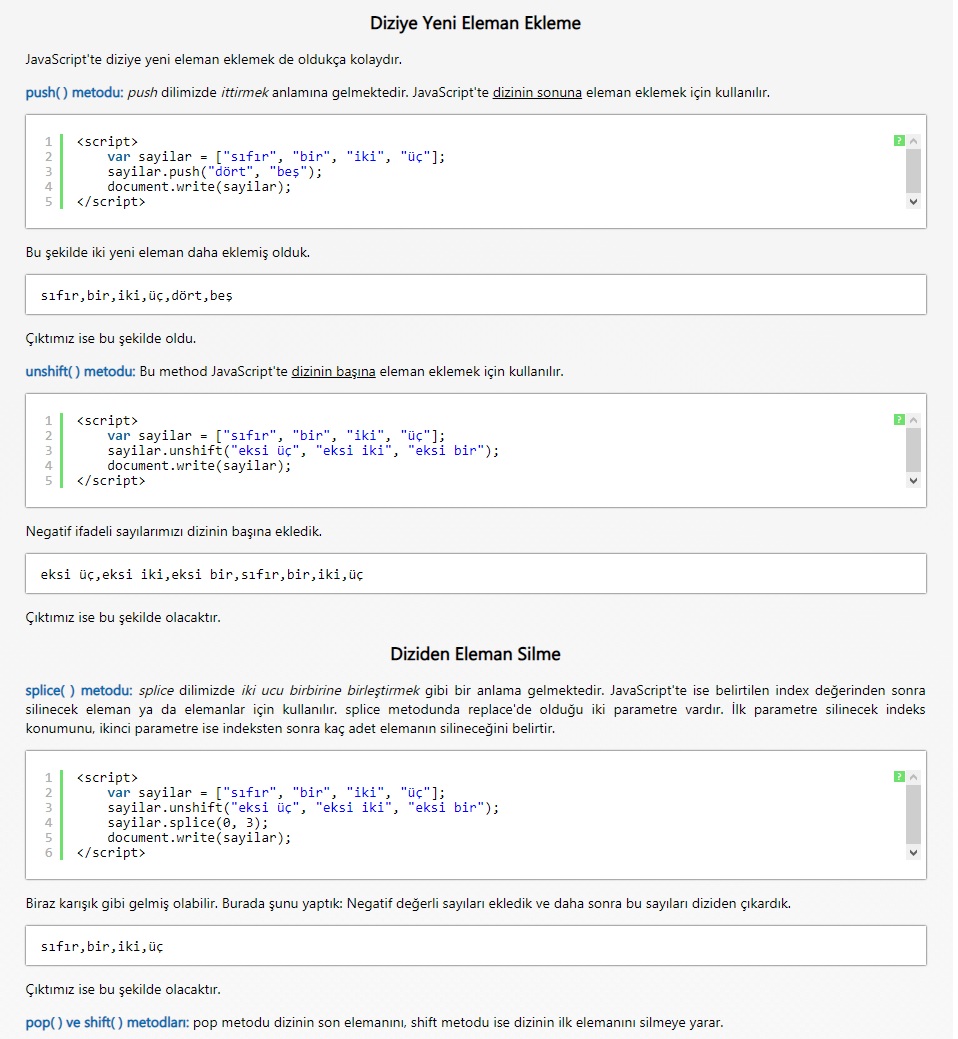 Diziye Yeni Eleman Ekleme
JavaScript'te diziye yeni eleman eklemek de oldukça kolaydır.
push( ) metodu: push dilimizde ittirmek anlamına gelmektedir. JavaScript'te dizinin sonuna eleman eklemek için kullanılır.
1 <script>
2 var sayilar = ["sıfır", "bir", "iki", "üç"];
3 sayilar.push("dört", "beş");
4 document.write(sayilar);
5 </script>
?
Bu şekilde iki yeni eleman daha eklemiş olduk.
sıfır,bir,iki,üç,dört,beş
Çıktımız ise bu şekilde oldu.
unshift( ) metodu: Bu method JavaScript'te dizinin başına eleman eklemek için kullanılır.
1 <script>
2 var sayilar = ["sıfır", "bir", "iki", "üç"];
3 sayilar.unshift("eksi üç", "eksi iki", "eksi bir");
4 document.write(sayilar);
5 </script>
?
Negatif ifadeli sayılarımızı dizinin başına ekledik.
eksi üç,eksi iki,eksi bir,sıfır,bir,iki,üç
Çıktımız ise bu şekilde olacaktır.
Diziden Eleman Silme
splice( ) metodu: splice dilimizde iki ucu birbirine birleştirmek gibi bir anlama gelmektedir. JavaScript'te ise belirtilen index değerinden sonra
silinecek eleman ya da elemanlar için kullanılır. splice metodunda replace'de olduğu iki parametre vardır. İlk parametre silinecek indeks
konumunu, ikinci parametre ise indeksten sonra kaç adet elemanın silineceğini belirtir.
1 <script>
2 var sayilar = ["sıfır", "bir", "iki", "üç"];
3 sayilar.unshift("eksi üç", "eksi iki", "eksi bir");
4 sayilar.splice(0, 3);
5 document.write(sayilar);
6 </script>
?
Biraz karışık gibi gelmiş olabilir. Burada şunu yaptık: Negatif değerli sayıları ekledik ve daha sonra bu sayıları diziden çıkardık.
sıfır,bir,iki,üç
Çıktımız ise bu şekilde olacaktır.
pop( ) ve shift( ) metodları: pop metodu dizinin son elemanını, shift metodu ise dizinin ilk elemanını silmeye yarar.